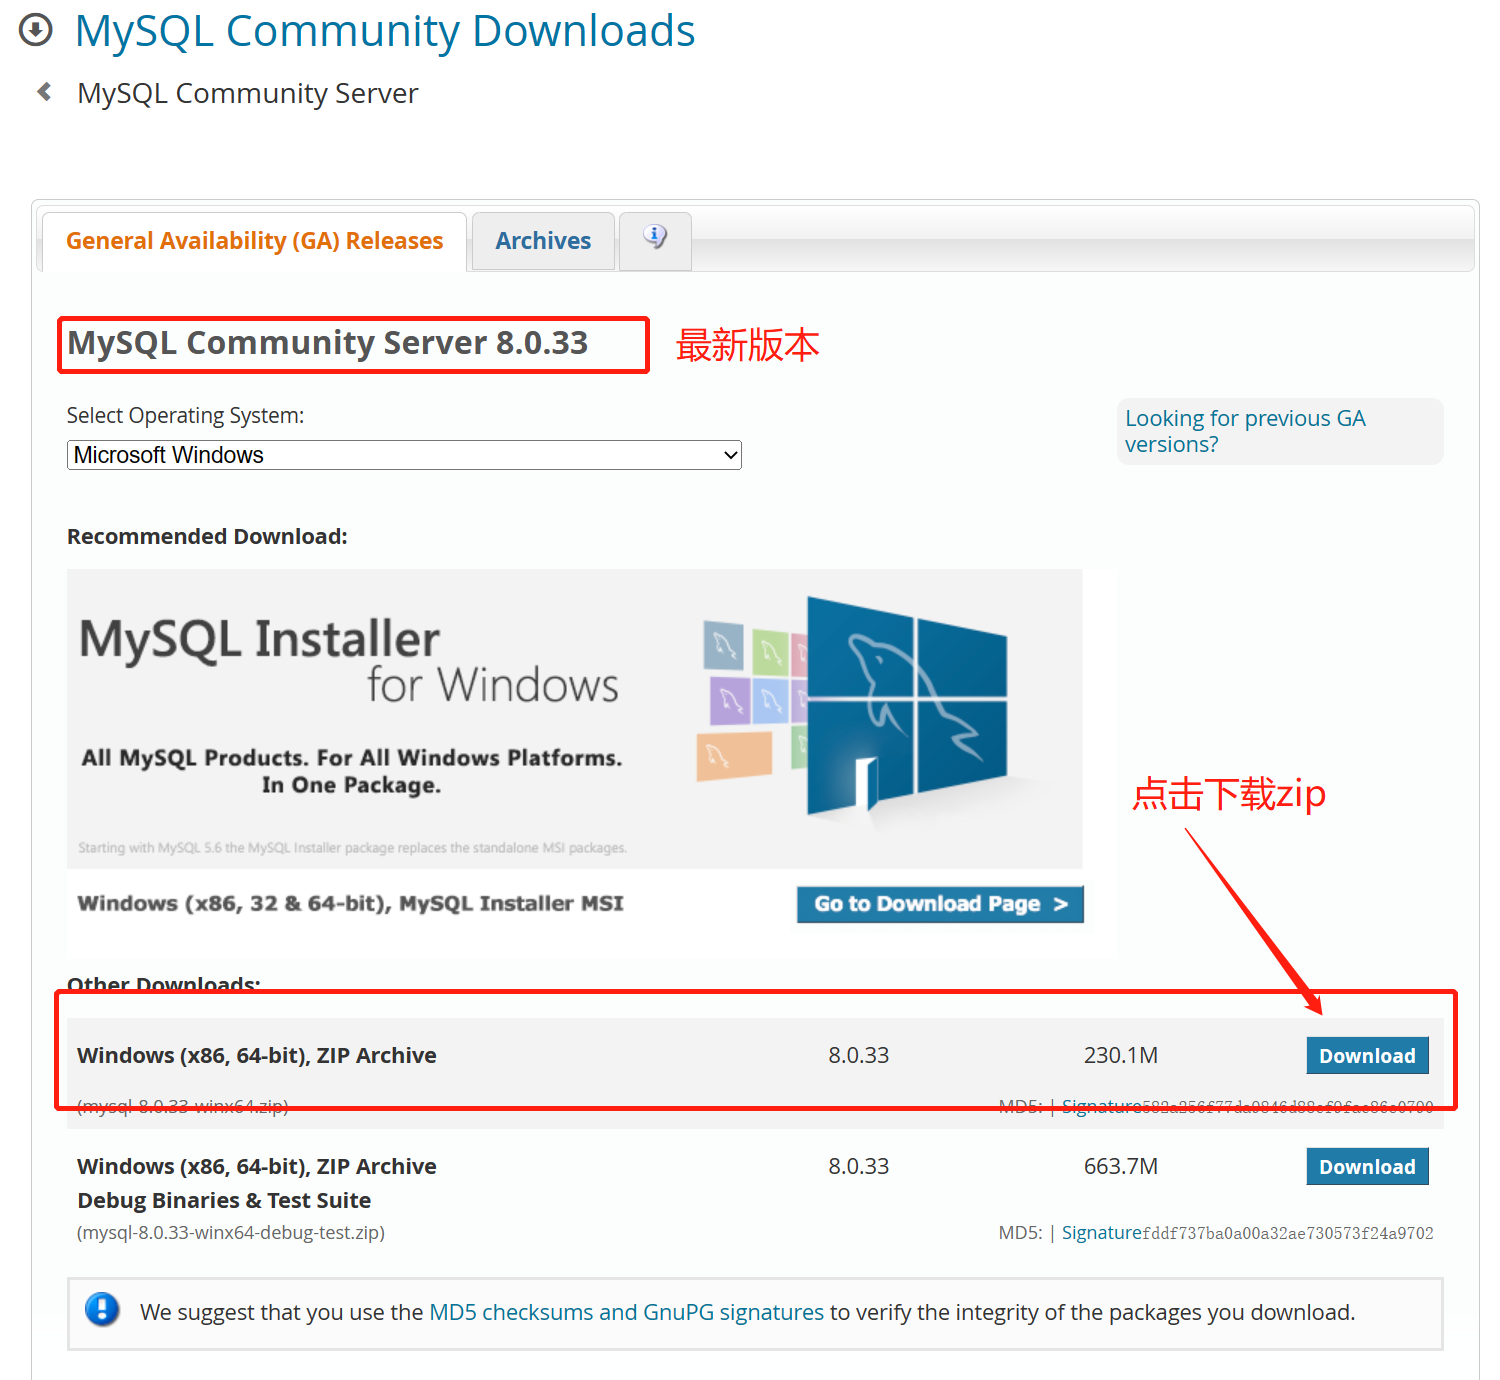 MySQL Community Downloads
MySQL Community Server
General Availability (GA) Releases
Archives
MySQL Community Server 8.0.33
最新版本
Select Operating System:
Looking for previous GA
versions?
Microsoft Windows
Recommended Download:
MySQL Installer
for Windows
All MySQL Products. For All Windows Platforms.
In One Package.
点击下载zip
Starting with MySQL 5.6 the MySQL Installer package replaces the standalone MSI packages.
Windows (x86, 32 & 64-bit), MySQL Installer MSI
Go to Download Page >
Other Downloads:
Windows (x86, 64-bit), ZIP Archive 8.0.33 230.1M Download
(mysql-8.0.33-winx64.zip) MD5: | Signature
Windows (x86, 64-bit), ZIP Archive 8.0.33 663.7M Download
Debug Binaries & Test Suite
(mysql-8.0.33-winx64-debug-test.zip) MD5: | Signaturefddf737ba0a00a32ae730573f24a9702
We suggest that you use the MD5 checksums and GnuPG signatures to verify the integrity of the packages you download.